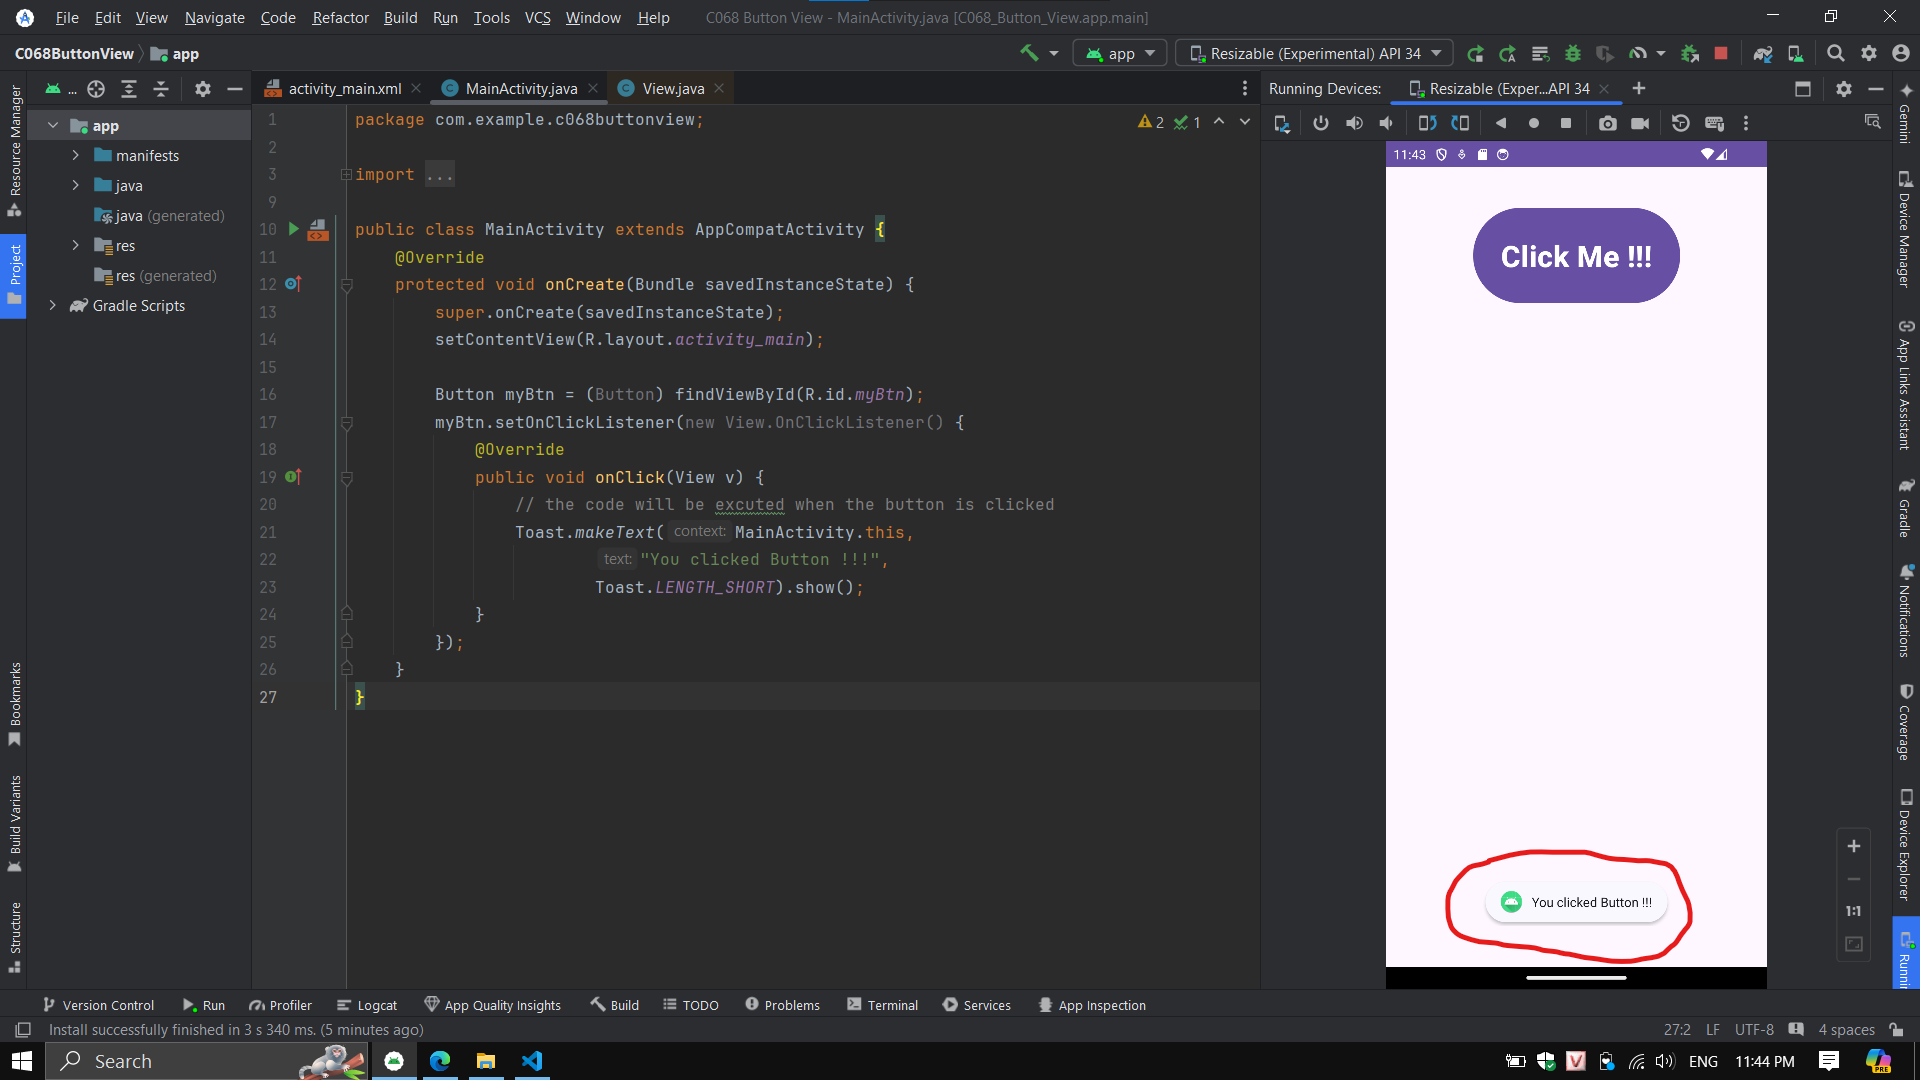 File Edit View Navigate Code Refactor Build Run Tools VCS Window Help C068 Button View - MainActivity.java [C068_Button_View.app.main]
C068ButtonView app app Resizable (Experimental) API 34
... activity_main.xml MainActivity.java View.java Running Devices: Resizable (Exper...API 34
Resource Manager
Project
Bookmarks
Build Variants
Structure
app
manifests
java
java (generated)
res
res (generated)
Gradle Scripts
2 1
1 package com.example.c068buttonview;
2
3 import ...
9
10 public class MainActivity extends AppCompatActivity {
11 @Override
12 protected void onCreate(Bundle savedInstanceState) {
13 super.onCreate(savedInstanceState);
14 setContentView(R.layout.activity_main);
15
16 Button myBtn = (Button) findViewById(R.id.myBtn);
17 myBtn.setOnClickListener(new View.OnClickListener() {
18 @Override
19 public void onClick(View v) {
20 // the code will be excuted when the button is clicked
21 Toast.makeText( context: MainActivity.this,
22 text: "You clicked Button !!!",
23 Toast.LENGTH_SHORT).show();
24 }
25 });
26 }
27 }
11:43
Click Me !!!
You clicked Button !!!
1:1
Gemini
Device Manager
App Links Assistant
Gradle
Notifications
Coverage
Device Explorer
Runni
Version Control Run Profiler Logcat App Quality Insights Build TODO Problems Terminal Services App Inspection
Install successfully finished in 3 s 340 ms. (5 minutes ago) 27:2 LF UTF-8 4 spaces
Search ENG 11:44 PM PRE